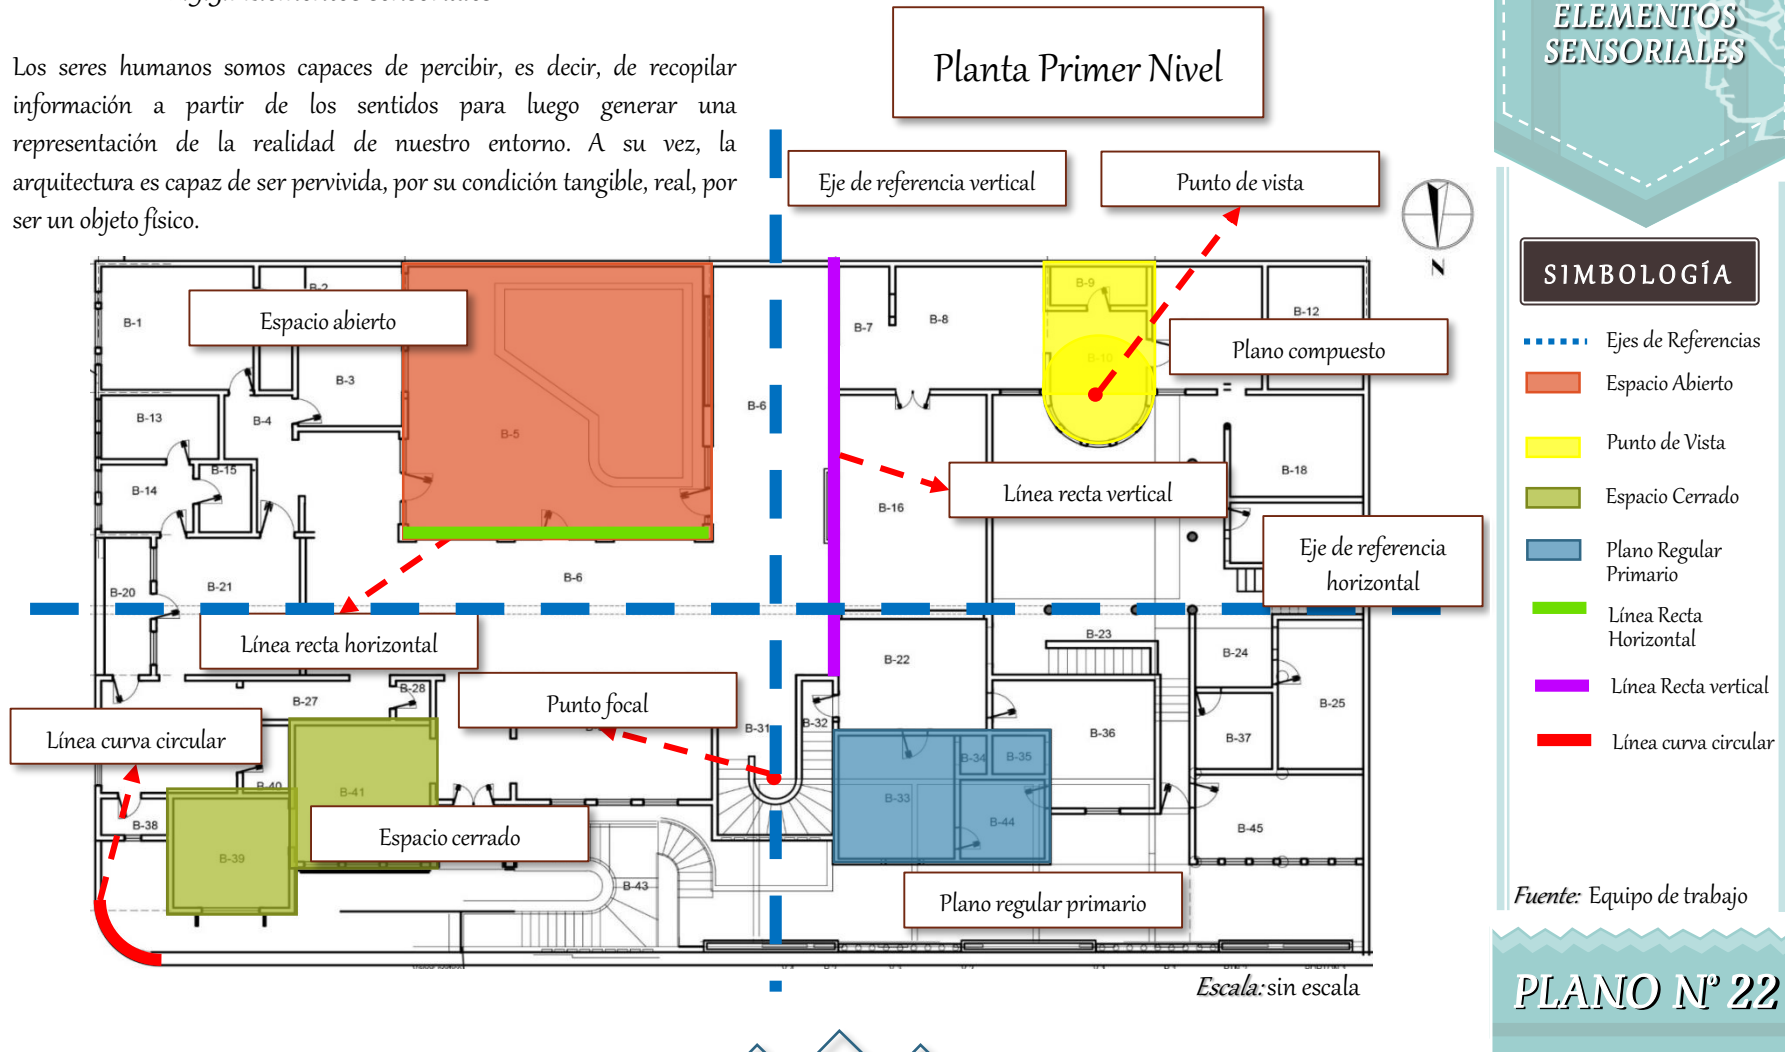 Los seres humanos somos capaces de percibir, es decir, de recopilar
información a partir de los sentidos para luego generar una
representación de la realidad de nuestro entorno. A su vez, la
arquitectura es capaz de ser pervivida, por su condición tangible, real, por
ser un objeto físico.
Planta Primer Nivel
Eje de referencia vertical
Punto de vista
N
B-1
B-2
Espacio abierto
B-3
B-4
B-5
B-6
B-7
B-8
B-9
B-10
B-12
Plano compuesto
B-13
B-14
B-15
B-16
Línea recta vertical
B-18
Eje de referencia
horizontal
B-20
B-21
B-6
Línea recta horizontal
B-22
B-23
B-24
B-25
B-27
B-28
Punto focal
B-31
B-32
Línea curva circular
B-33
B-34
B-35
B-36
B-37
B-38
B-39
B-40
B-41
Espacio cerrado
B-43
B-44
B-45
Plano regular primario
Escala: sin escala
ELEMENTOS
SENSORIALES
SIMBOLOGÍA
Ejes de Referencias
Espacio Abierto
Punto de Vista
Espacio Cerrado
Plano Regular
Primario
Línea Recta
Horizontal
Línea Recta vertical
Línea curva circular
Fuente: Equipo de trabajo
PLANO Nº 22